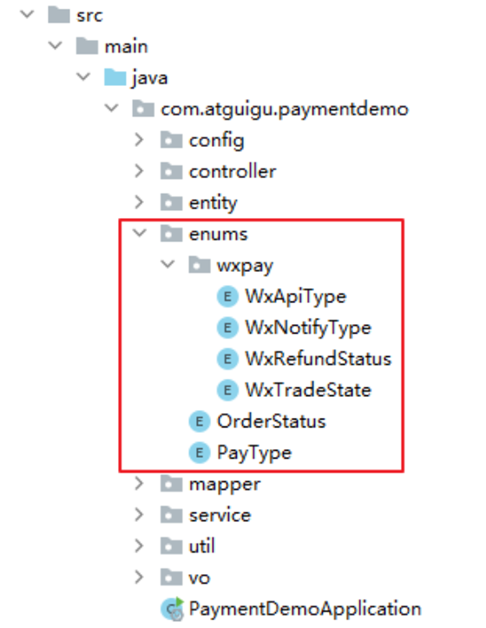 src
main
java
com.atguigu.paymentdemo
config
controller
entity
enums
wxpay
E WxApiType
E WxNotifyType
E WxRefundStatus
E WxTradeState
E OrderStatus
E PayType
mapper
service
util
vo
PaymentDemoApplication